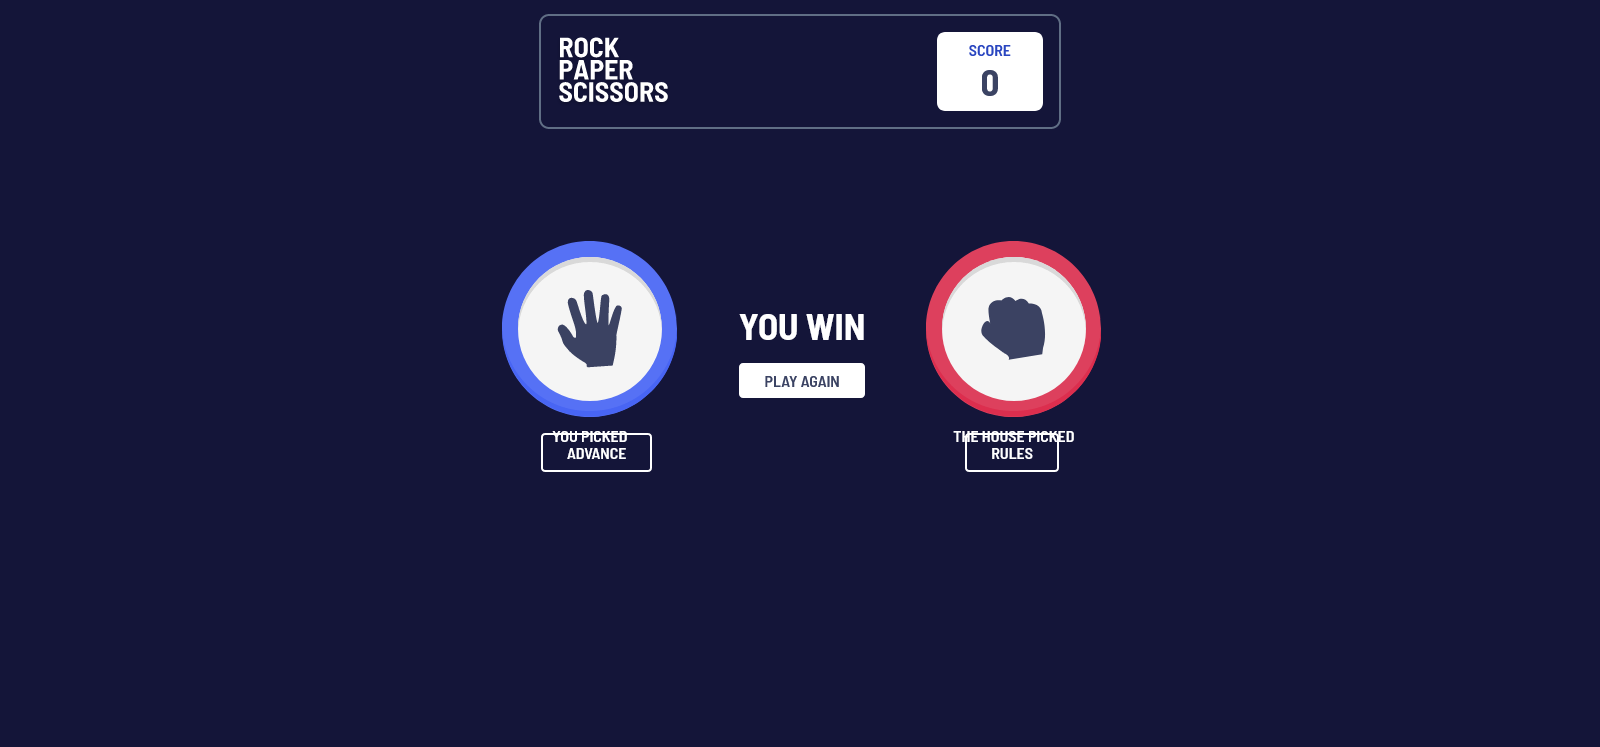 ROCK
PAPER
SCISSORS
SCORE
0
YOU WIN
PLAY AGAIN
YOU PICKED
THE HOUSE PICKED
ADVANCE
RULES